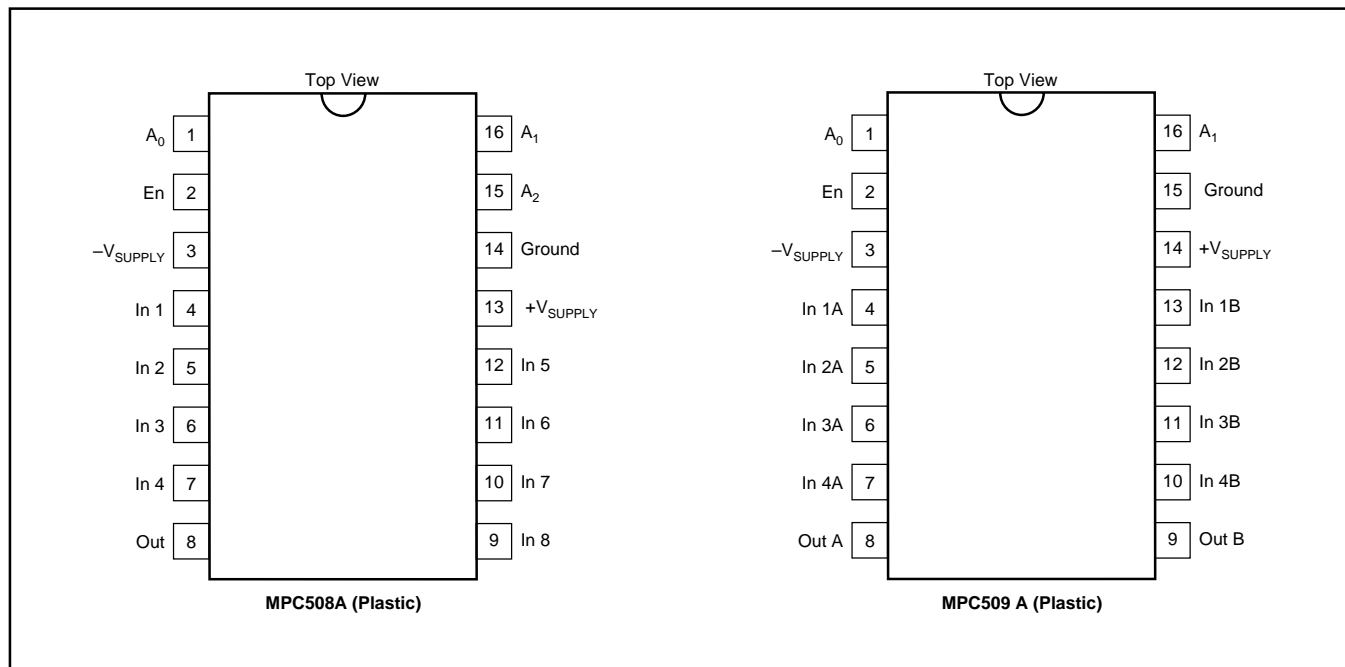 Top View
A0 1
En 2
–VSUPPLY 3
In 1 4
In 2 5
In 3 6
In 4 7
Out 8
16 A1
15 A2
14 Ground
13 +VSUPPLY
12 In 5
11 In 6
10 In 7
9 In 8
MPC508A (Plastic)
Top View
A0 1
En 2
–VSUPPLY 3
In 1A 4
In 2A 5
In 3A 6
In 4A 7
Out A 8
16 A1
15 Ground
14 +VSUPPLY
13 In 1B
12 In 2B
11 In 3B
10 In 4B
9 Out B
MPC509 A (Plastic)